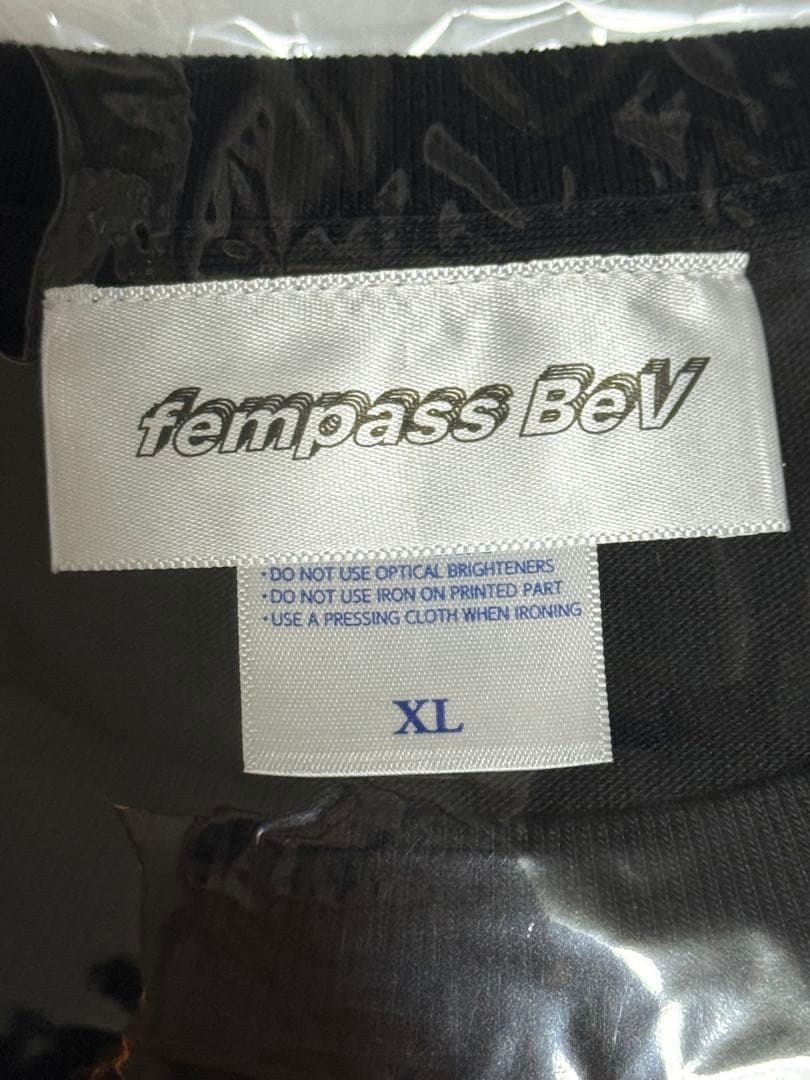 fempass BeV
・DO NOT USE OPTICAL BRIGHTENERS
・DO NOT USE IRON ON PRINTED PART
・USE A PRESSING CLOTH WHEN IRONING
XL